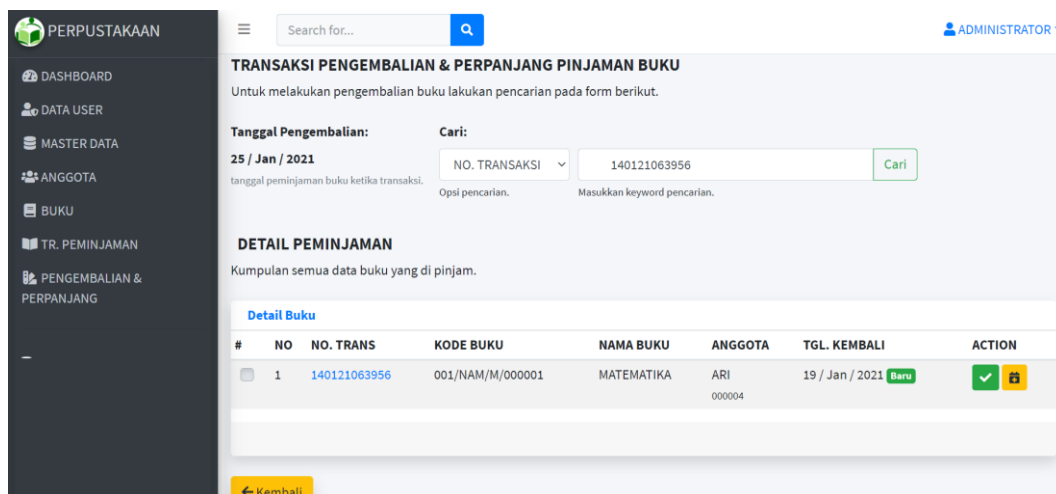 PERPUSTAKAAN
Search for...
ADMINISTRATOR
DASHBOARD
DATA USER
MASTER DATA
ANGGOTA
BUKU
TR. PEMINJAMAN
PENGEMBALIAN &
PERPANJANG
TRANSAKSI PENGEMBALIAN & PERPANJANG PINJAMAN BUKU
Untuk melakukan pengembalian buku lakukan pencarian pada form berikut.
Tanggal Pengembalian:
25 / Jan / 2021
tanggal peminjaman buku ketika transaksi.
Cari:
NO. TRANSAKSI 140121063956 Cari
Opsi pencarian. Masukkan keyword pencarian.
DETAIL PEMINJAMAN
Kumpulan semua data buku yang di pinjam.
Detail Buku
# NO NO. TRANS KODE BUKU NAMA BUKU ANGGOTA TGL. KEMBALI ACTION
1 140121063956 001/NAM/M/000001 MATEMATIKA ARI 19 / Jan / 2021 Baru
000004
Kembali